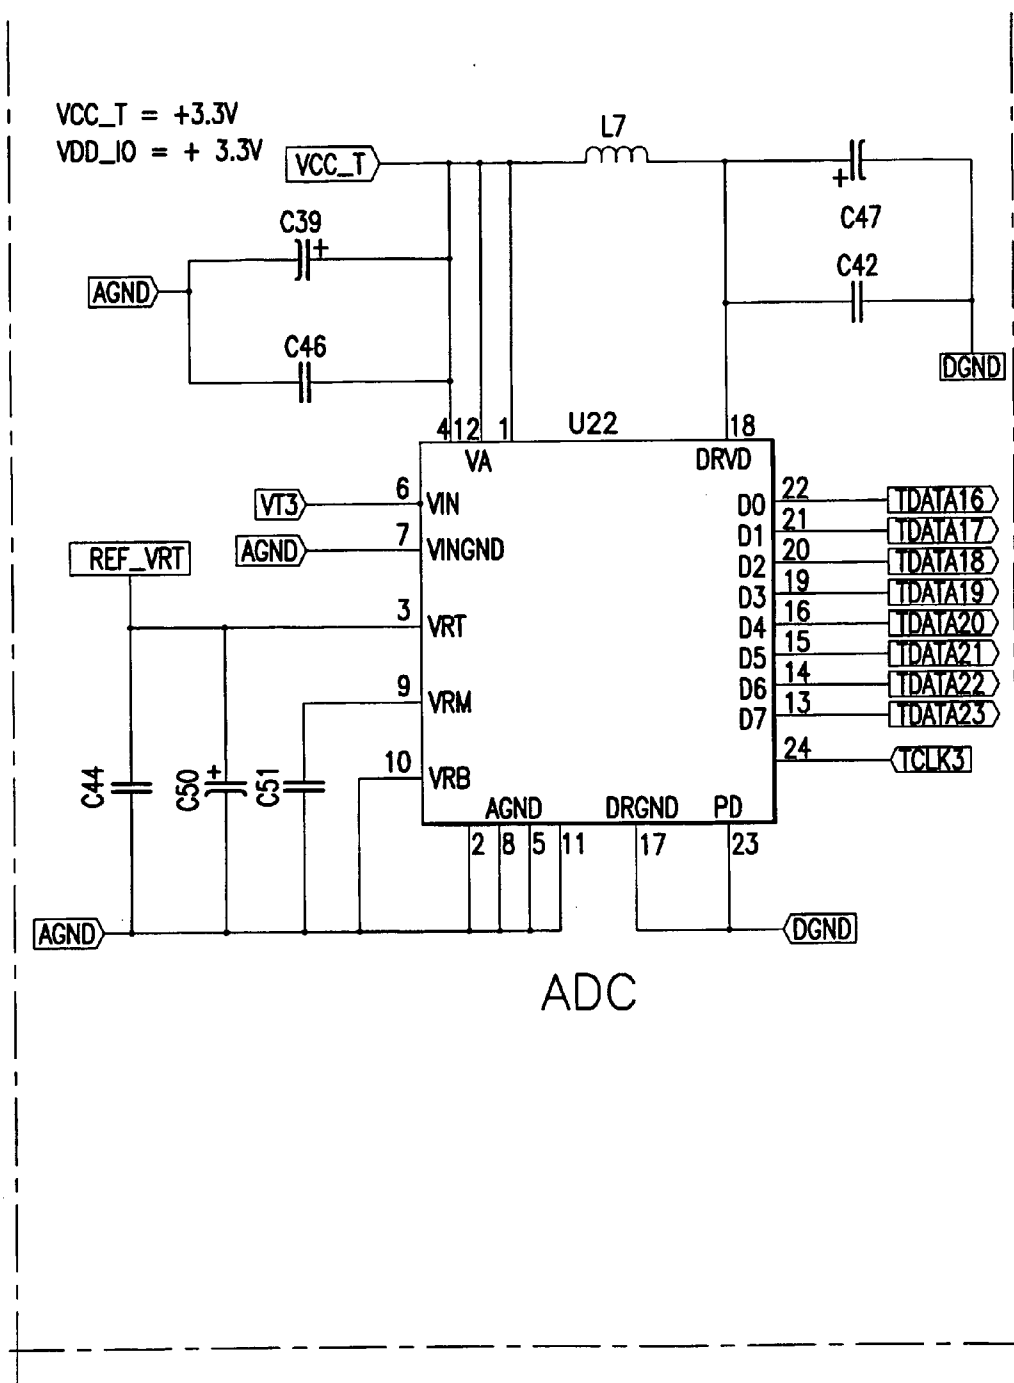 VCC_T = +3.3V
VDD_IO = + 3.3V
L7
VCC_T
+
C47
C39
+
C42
AGND
C46
DGND
4 12 1 U22 18
VA DRVD
VT3 6 VIN
D0 22 TDATA16
AGND 7 VINGND
D1 21 TDATA17
REF_VRT
D2 20 TDATA18
D3 19 TDATA19
3 VRT
D4 16 TDATA20
D5 15 TDATA21
9 VRM
D6 14 TDATA22
D7 13 TDATA23
24 TCLK3
10 VRB
C44 C50 + C51
AGND DRGND PD
2 8 5 11 17 23
AGND
DGND
ADC